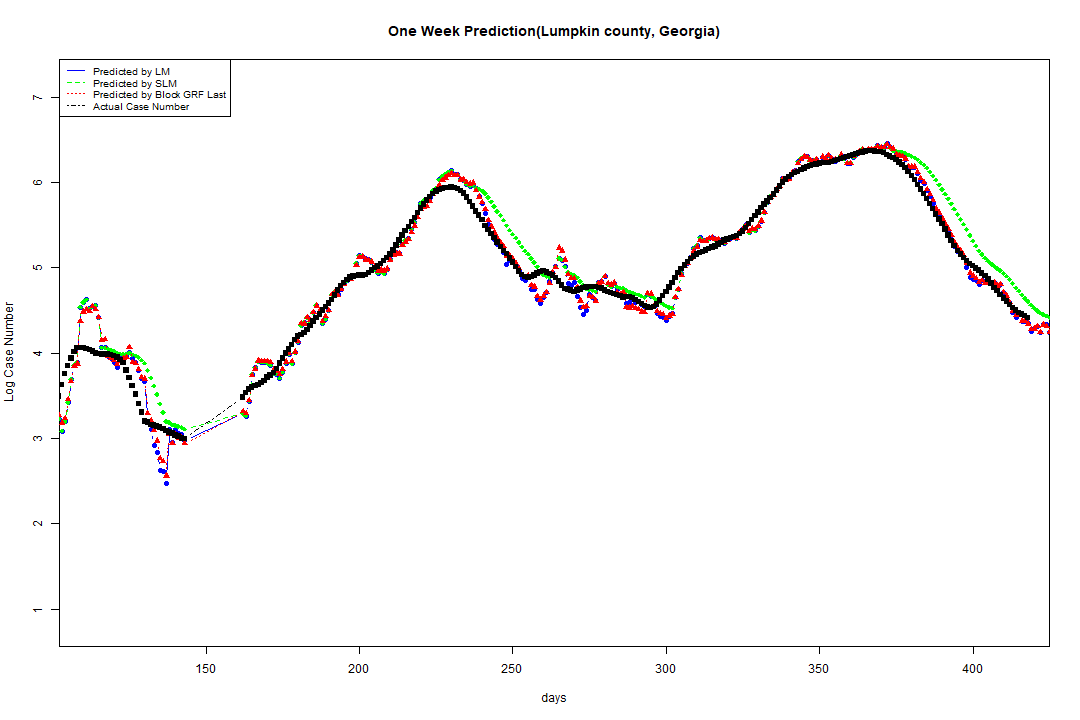 One Week Prediction(Lumpkin county, Georgia)
Predicted by LM
Predicted by SLM
Predicted by Block GRF Last
Actual Case Number
Log Case Number
7
6
5
4
3
2
1
150 200 250 300 350 400
days